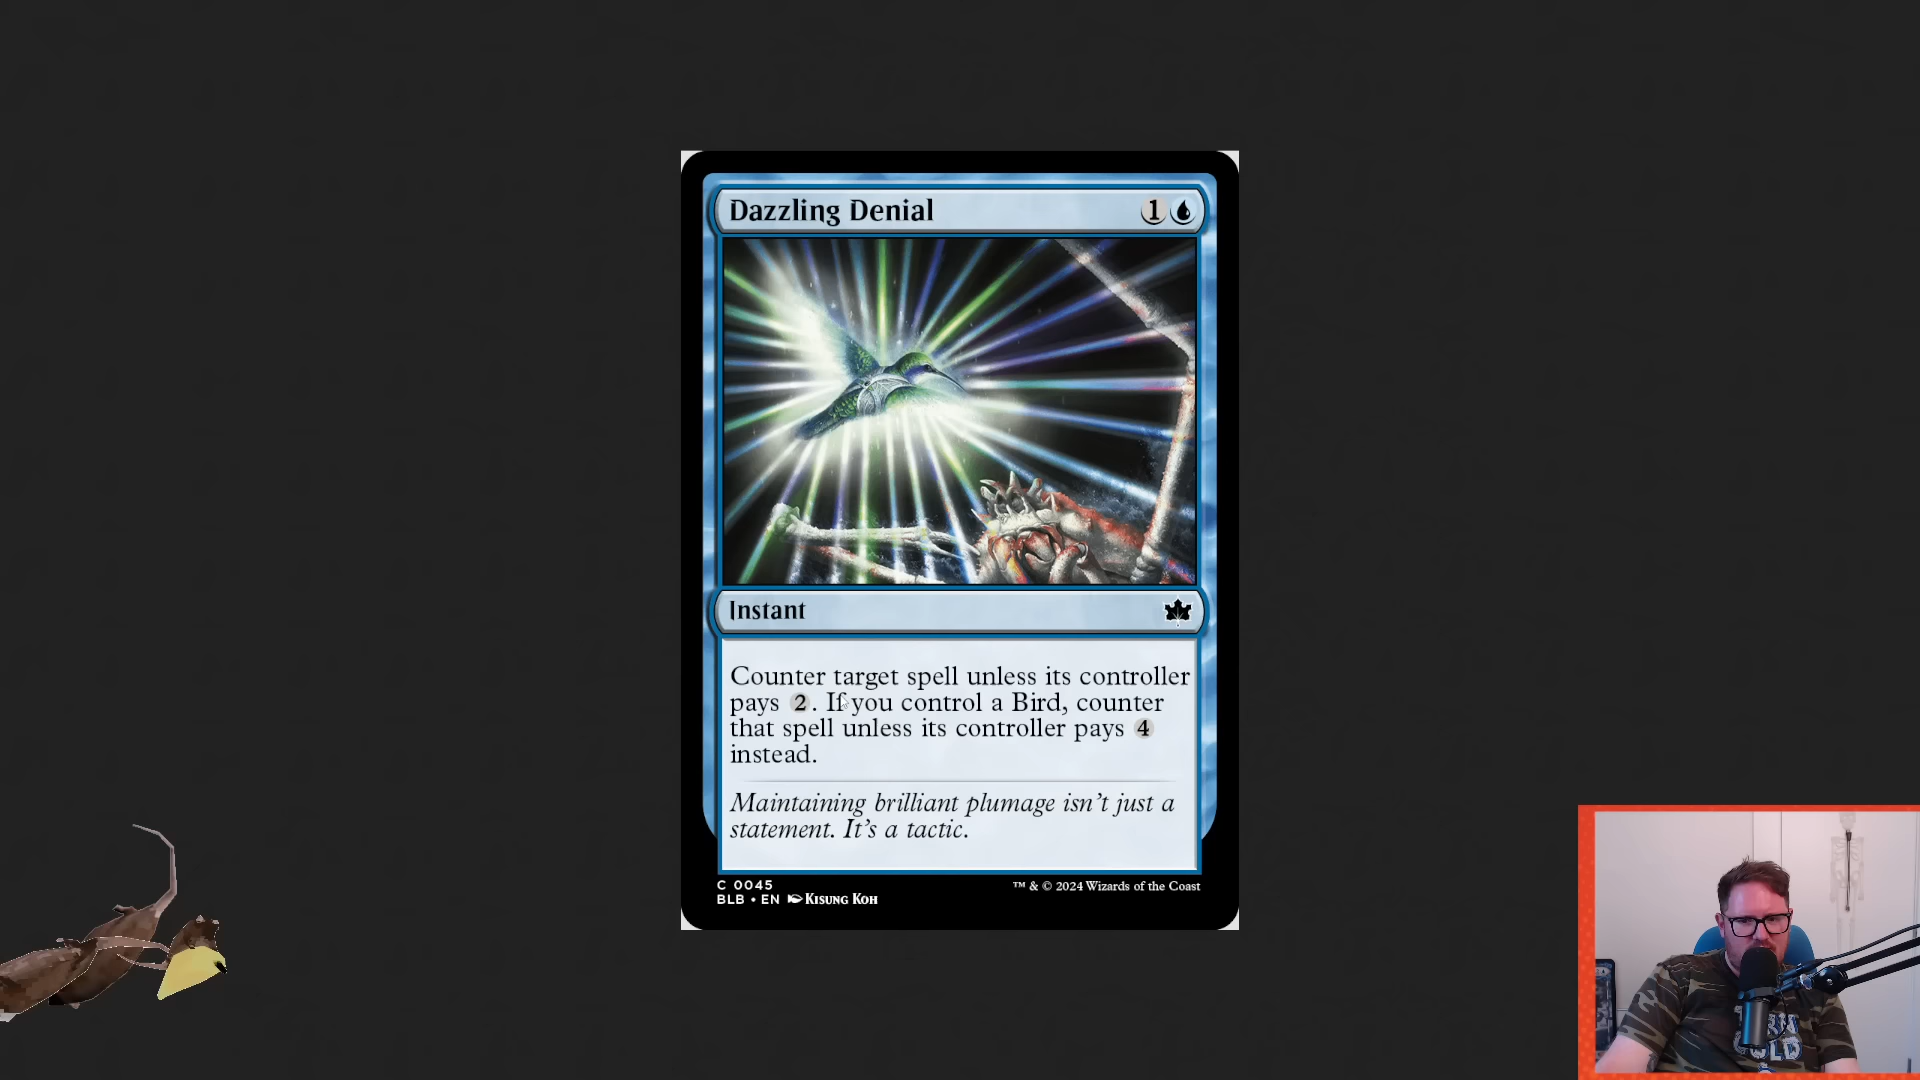 Dazzling Denial 1
Instant
Counter target spell unless its controller
pays 2. If you control a Bird, counter
that spell unless its controller pays 4
instead.
Maintaining brilliant plumage isn't just a
statement. It's a tactic.
C 0045
BLB • EN Kisung Koh
™ & © 2024 Wizards of the Coast